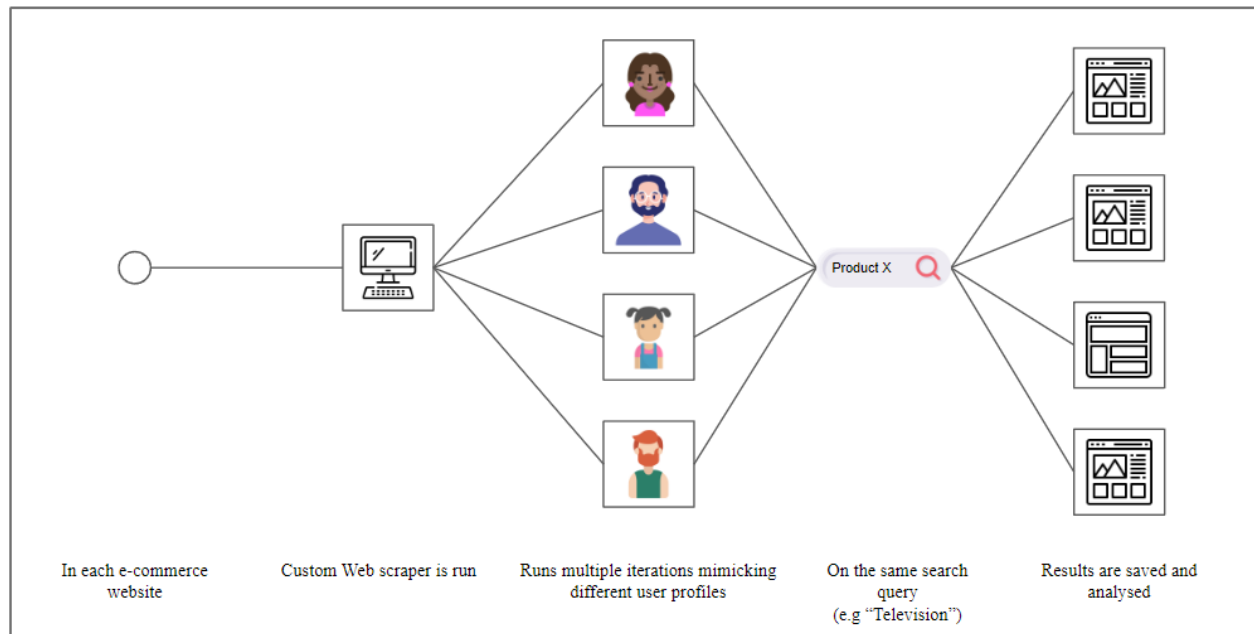 Product X
In each e-commerce
website
Custom Web scraper is run
Runs multiple iterations mimicking
different user profiles
On the same search
query
(e.g “Television”)
Results are saved and
analysed